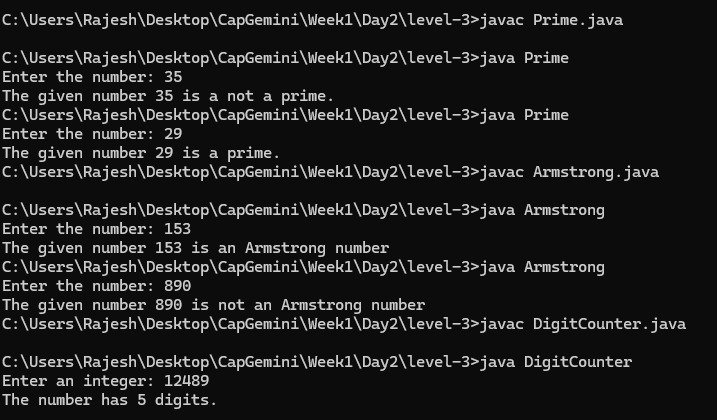 C:\Users\Rajesh\Desktop\CapGemini\Week1\Day2\level-3>javac Prime.java
C:\Users\Rajesh\Desktop\CapGemini\Week1\Day2\level-3>java Prime
Enter the number: 35
The given number 35 is a not a prime.
C:\Users\Rajesh\Desktop\CapGemini\Week1\Day2\level-3>java Prime
Enter the number: 29
The given number 29 is a prime.
C:\Users\Rajesh\Desktop\CapGemini\Week1\Day2\level-3>javac Armstrong.java
C:\Users\Rajesh\Desktop\CapGemini\Week1\Day2\level-3>java Armstrong
Enter the number: 153
The given number 153 is an Armstrong number
C:\Users\Rajesh\Desktop\CapGemini\Week1\Day2\level-3>java Armstrong
Enter the number: 890
The given number 890 is not an Armstrong number
C:\Users\Rajesh\Desktop\CapGemini\Week1\Day2\level-3>javac DigitCounter.java
C:\Users\Rajesh\Desktop\CapGemini\Week1\Day2\level-3>java DigitCounter
Enter an integer: 12489
The number has 5 digits.